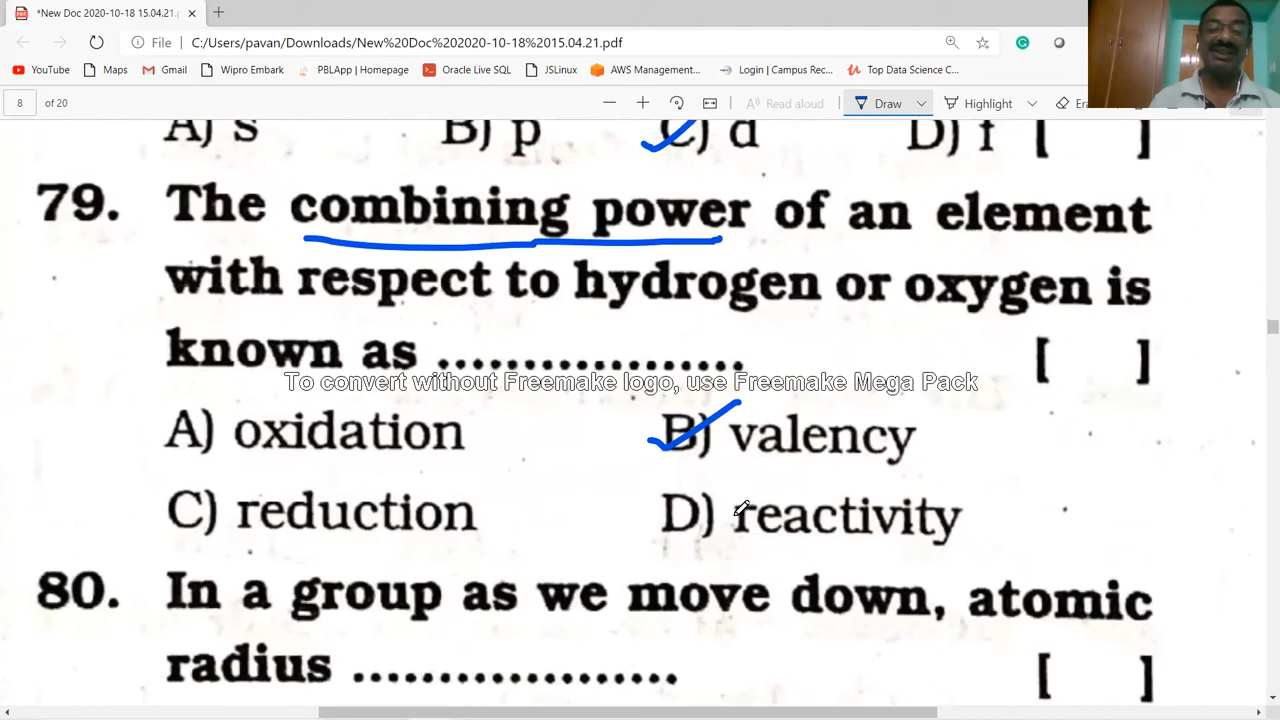 *New Doc 2020-10-18 15.04.21.p
File C:/Users/pavan/Downloads/New%20Doc%202020-10-18%2015.04.21.pdf
YouTube Maps Gmail Wipro Embark PBLApp | Homepage Oracle Live SQL JSLinux AWS Management... Login | Campus Rec... Top Data Science C...
8 of 20 Read aloud Draw Highlight Era
A) s B) p C) d D) f [ ]
79. The combining power of an element
with respect to hydrogen or oxygen is
known as .................. [ ]
To convert without Freemake logo, use Freemake Mega Pack
A) oxidation B) valency
C) reduction D) reactivity
80. In a group as we move down, atomic
radius ................... [ ]